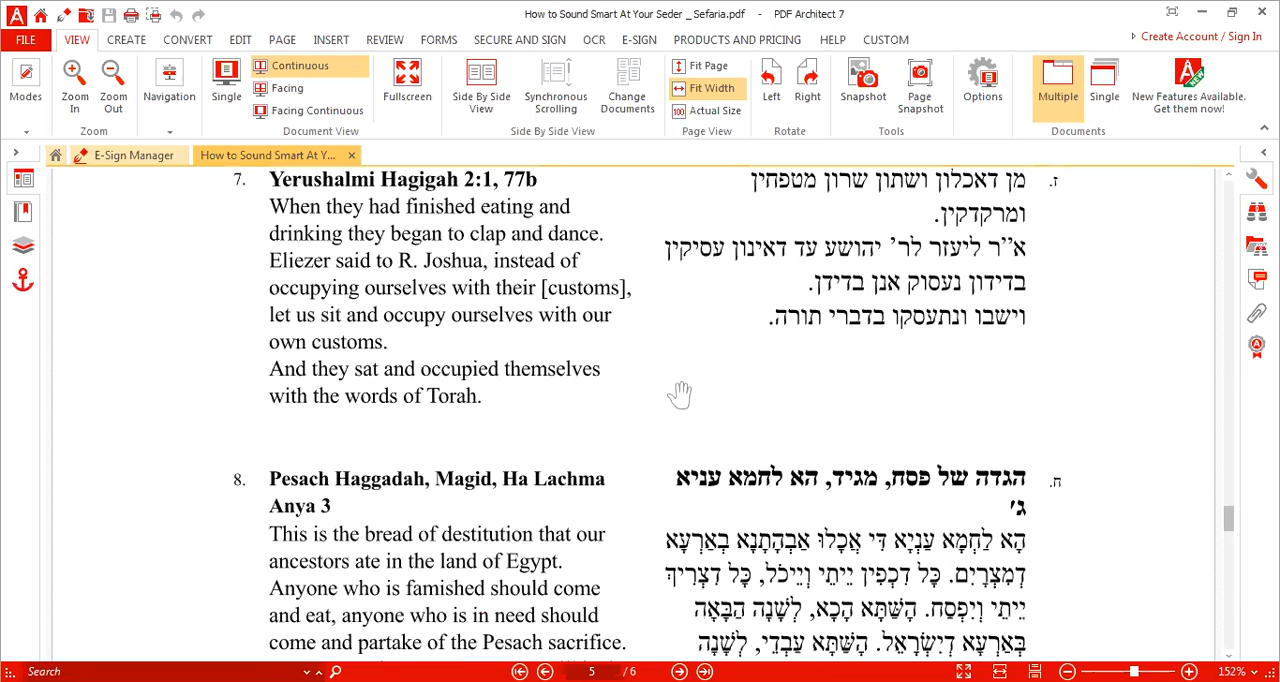 How to Sound Smart At Your Seder _ Sefaria.pdf - PDF Architect 7
FILE VIEW CREATE CONVERT EDIT PAGE INSERT REVIEW FORMS SECURE AND SIGN OCR E-SIGN PRODUCTS AND PRICING HELP CUSTOM Create Account / Sign In
Modes
Zoom In
Zoom Out
Zoom
Navigation
Single
Continuous
Facing
Facing Continuous
Document View
Fullscreen
Side By Side View
Synchronous Scrolling
Change Documents
Side By Side View
Fit Page
Fit Width
100 Actual Size
Page View
Left
Right
Rotate
Snapshot
Page Snapshot
Tools
Options
Multiple
Single
Documents
New Features Available.
Get them now!
E-Sign Manager
How to Sound Smart At Y... ×
7. Yerushalmi Hagigah 2:1, 77b
When they had finished eating and
drinking they began to clap and dance.
Eliezer said to R. Joshua, instead of
occupying ourselves with their [customs],
let us sit and occupy ourselves with our
own customs.
And they sat and occupied themselves
with the words of Torah.
ז. מן דאכלון ושתון שרון מטפחין
ומרקדקין.
א''ר ליעזר לר' יהושע עד דאינון עסיקין
בדידון נעסוק אנן בדידן.
וישבו ונתעסקו בדברי תורה.
8. Pesach Haggadah, Magid, Ha Lachma
Anya 3
This is the bread of destitution that our
ancestors ate in the land of Egypt.
Anyone who is famished should come
and eat, anyone who is in need should
come and partake of the Pesach sacrifice.
ח. הגדה של פסח, מגיד, הא לחמא עניא
ג'
הָא לַחְמָא עַנְיָא דִּי אֲכָלוּ אַבְהָתָנָא בְאַרְעָא
דְמִצְרָיִם. כָּל דִכְפִין יֵיתֵי וְיֵיכֹל, כָּל דִצְרִיךְ
יֵיתֵי וְיִפְסַח. הָשַּׁתָּא הָכָא, לְשָׁנָה הַבָּאָה
בְּאַרְעָא דְיִשְׂרָאֵל. הָשַּׁתָּא עַבְדֵי, לְשָׁנָה
Search
5 / 6
152%